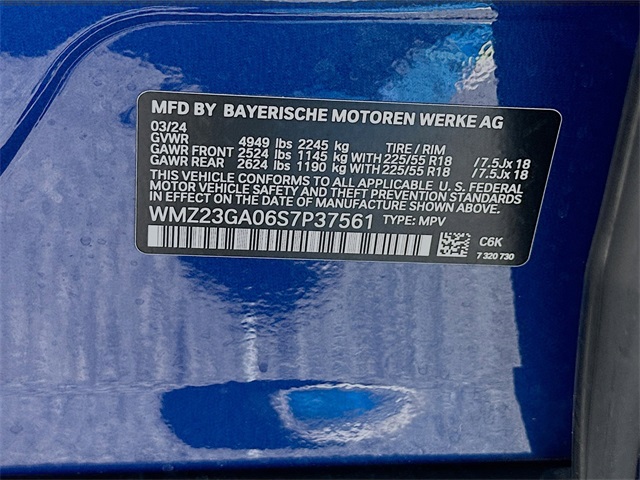 MFD BY BAYERISCHE MOTOREN WERKE AG
03/24
GVWR 4949 lbs 2245 kg TIRE / RIM
GAWR FRONT 2524 lbs 1145 kg WITH 225/55 R18 / 7.5Jx 18
GAWR REAR 2624 lbs 1190 kg WITH 225/55 R18 / 7.5Jx 18
THIS VEHICLE CONFORMS TO ALL APPLICABLE U. S. FEDERAL
MOTOR VEHICLE SAFETY AND THEFT PREVENTION STANDARDS
IN EFFECT ON THE DATE OF MANUFACTURE SHOWN ABOVE.
WMZ23GA06S7P37561 TYPE: MPV
C6K
7 320 730